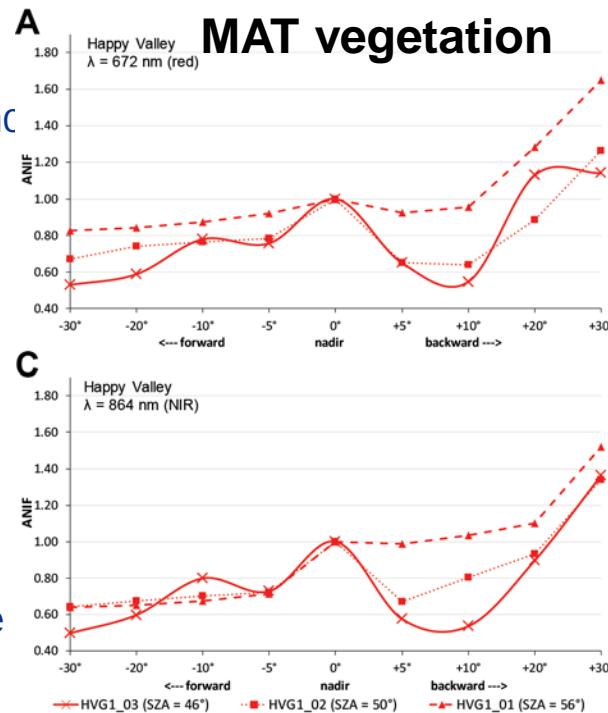 MAT vegetation
A
Happy Valley
λ = 672 nm (red)
1.80
1.60
1.40
1.20
1.00
0.80
0.60
0.40
ANIF
-30° -20° -10° -5° 0° +5° +10° +20° +30
<--- forward nadir backward --->
C
Happy Valley
λ = 864 nm (NIR)
1.80
1.60
1.40
1.20
1.00
0.80
0.60
0.40
ANIF
-30° -20° -10° -5° 0° +5° +10° +20° +30
<--- forward nadir backward --->
HVG1_03 (SZA = 46°) HVG1_02 (SZA = 50°) HVG1_01 (SZA = 56°)